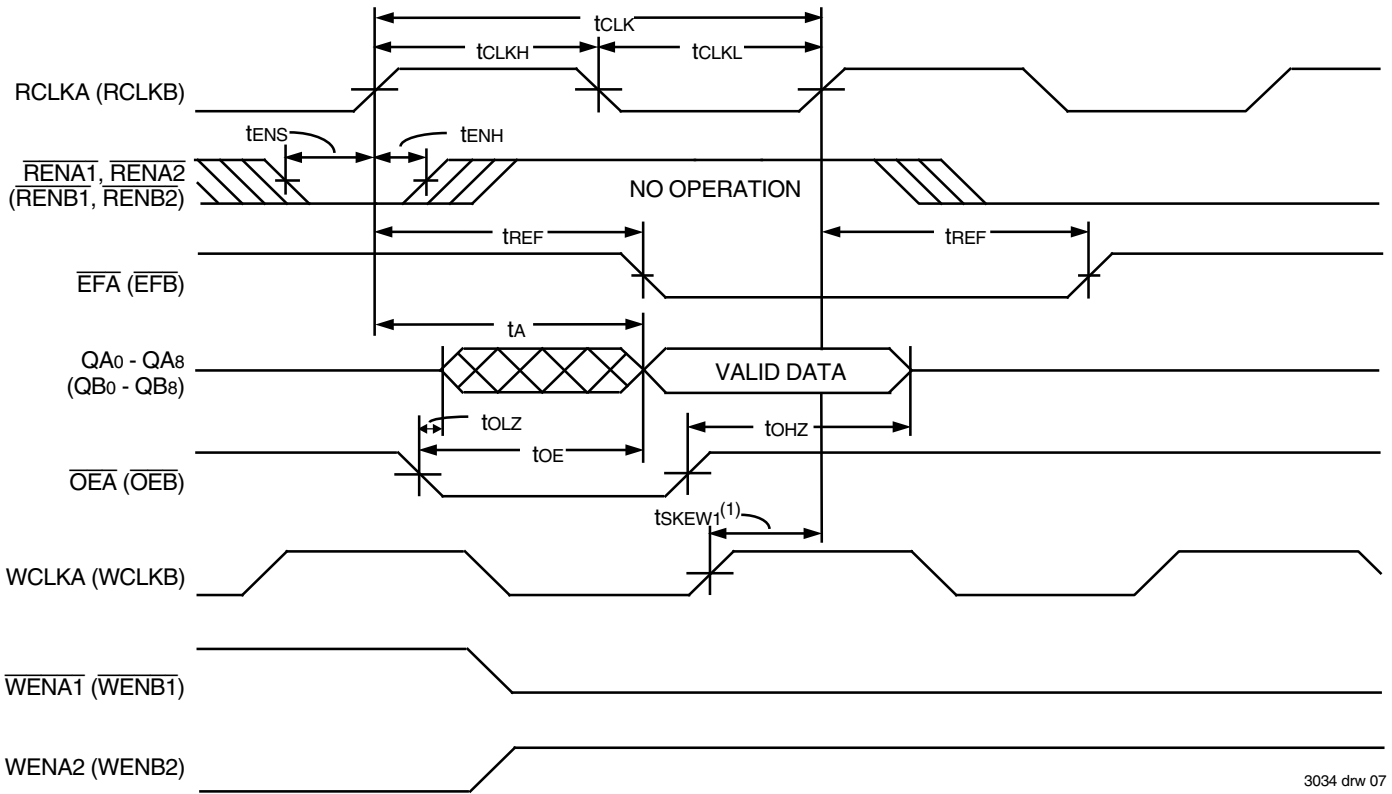 tCLK
tCLKH
tCLKL
RCLKA (RCLKB)
tENS
tENH
RENA1, RENA2
(RENB1, RENB2)
NO OPERATION
tREF
tREF
EFA (EFB)
tA
QA0 - QA8
(QB0 - QB8)
VALID DATA
tOLZ
tOHZ
tOE
OEA (OEB)
tSKEW1(1)
WCLKA (WCLKB)
WENA1 (WENB1)
WENA2 (WENB2)
3034 drw 07